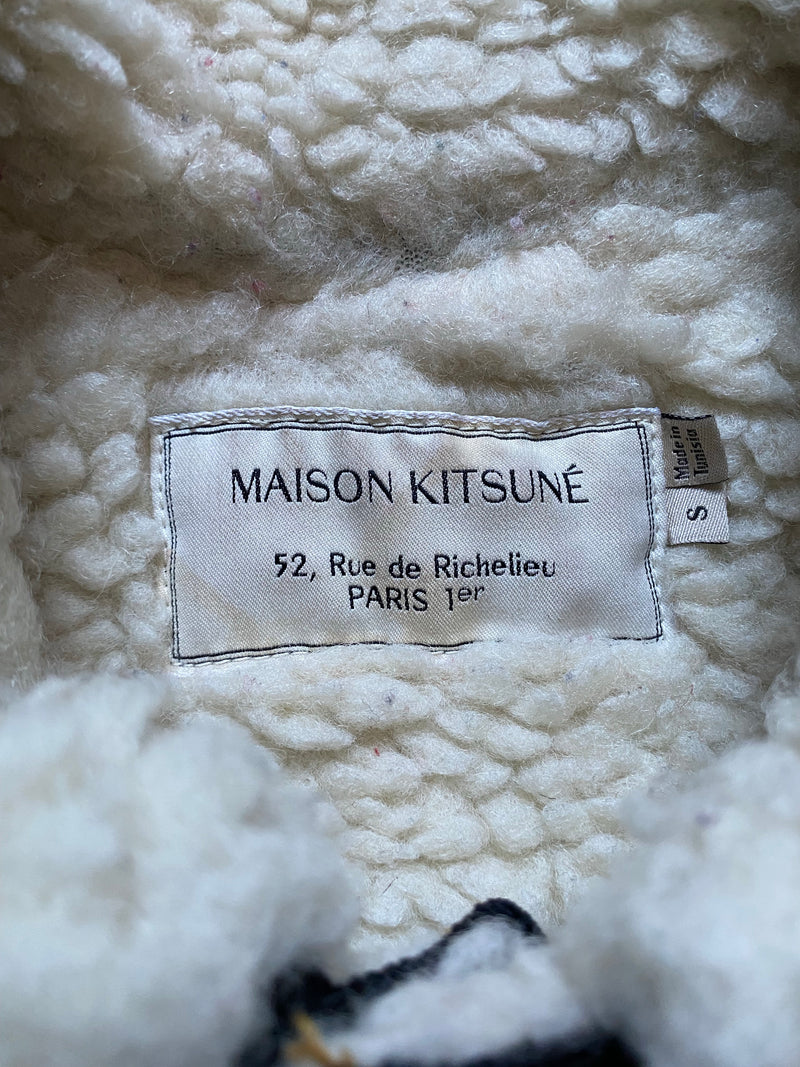 MAISON KITSUNÉ
52, Rue de Richelieu
PARIS 1er
Made in
Tunisia
S